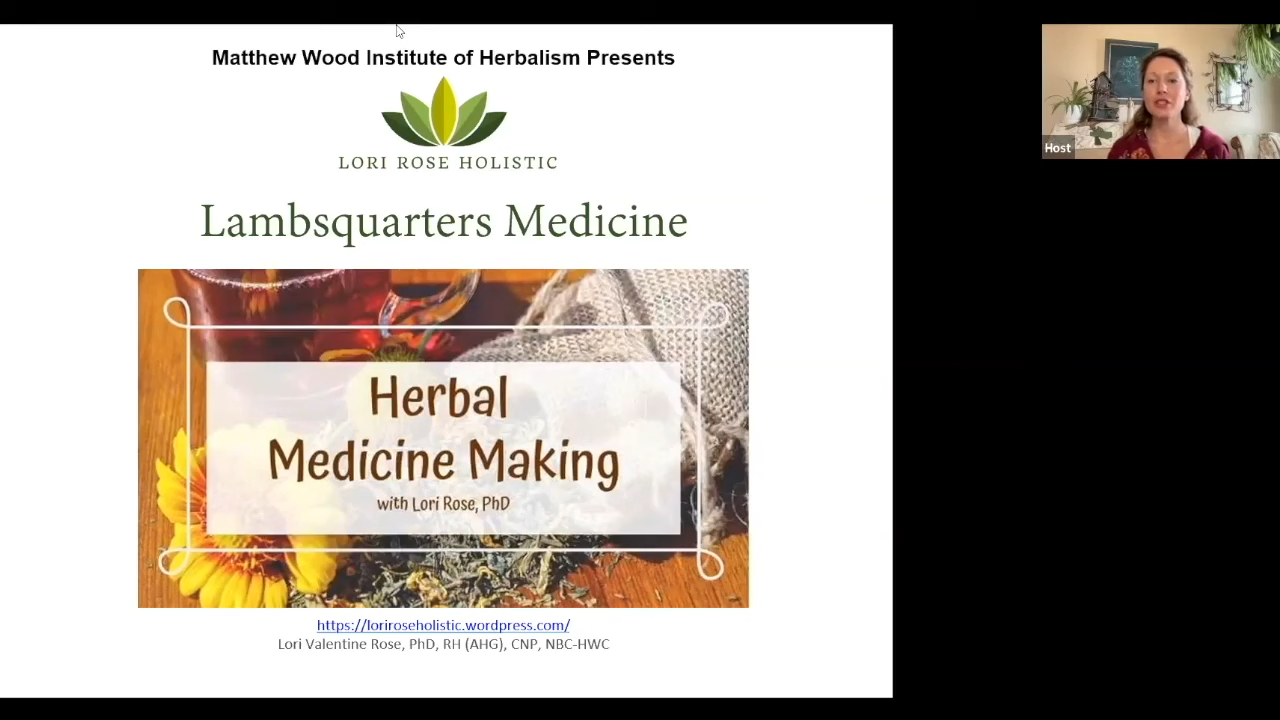 Matthew Wood Institute of Herbalism Presents
LORI ROSE HOLISTIC
Lambsquarters Medicine
Herbal
Medicine Making
with Lori Rose, PhD
https://loriroseholistic.wordpress.com/
Lori Valentine Rose, PhD, RH (AHG), CNP, NBC-HWC
Host